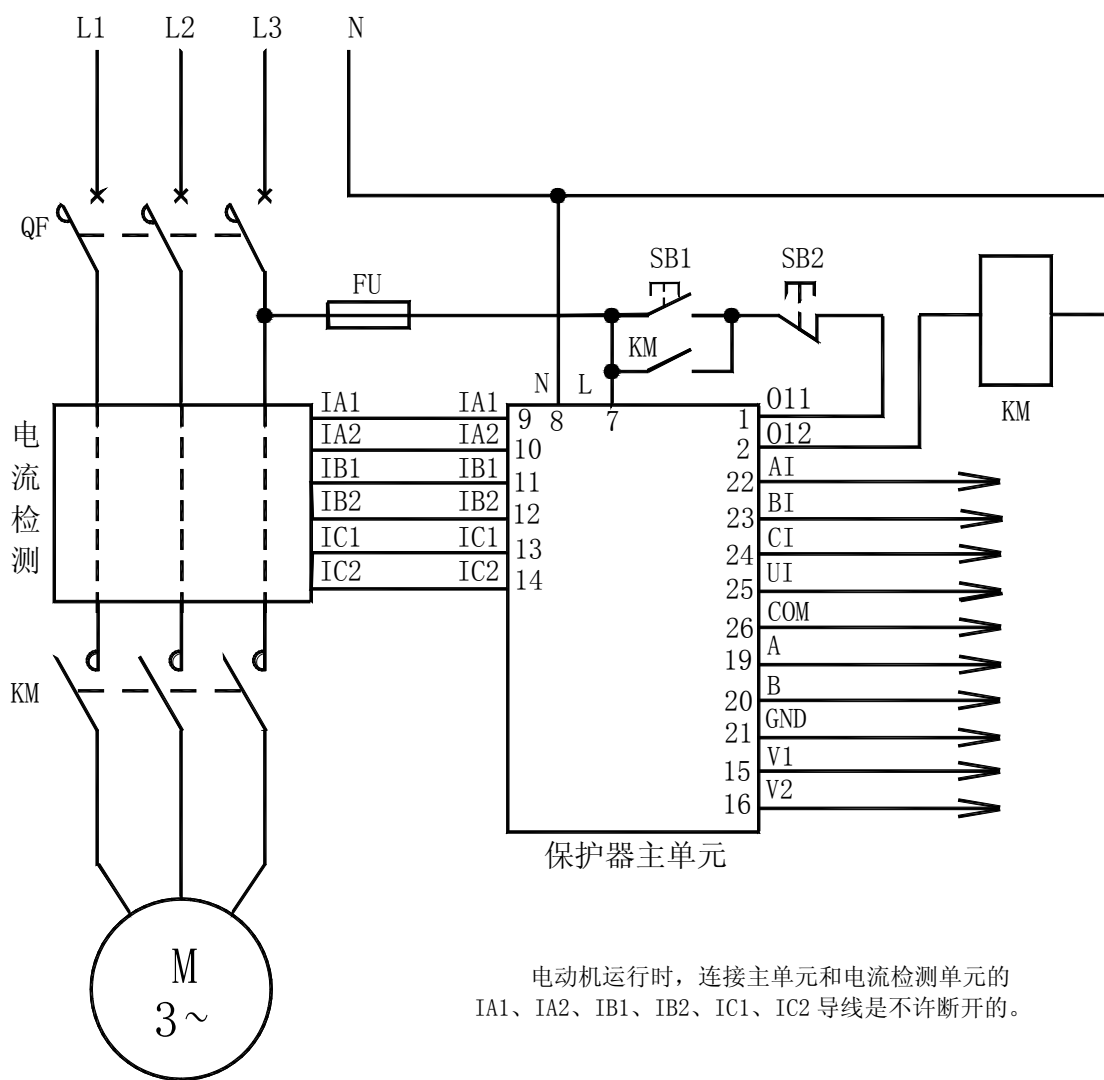 L1 L2 L3 N
QF
FU
SB1 SB2
KM
KM
N L
电流检测
IA1 IA1 9 8 7 1 O11
IA2 IA2 10 2 O12
IB1 IB1 11 22 AI
IB2 IB2 12 23 BI
IC1 IC1 13 24 CI
IC2 IC2 14 25 UI
26 COM
19 A
20 B
21 GND
15 V1
16 V2
KM
保护器主单元
M
3~
电动机运行时，连接主单元和电流检测单元的
IA1、IA2、IB1、IB2、IC1、IC2 导线是不许断开的。